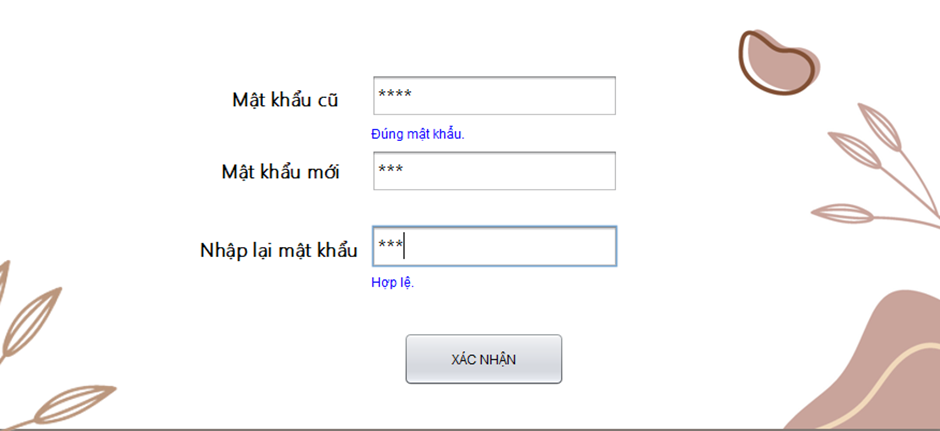 Mật khẩu cũ ****
Đúng mật khẩu.
Mật khẩu mới ***
Nhập lại mật khẩu ***
Hợp lệ.
XÁC NHẬN